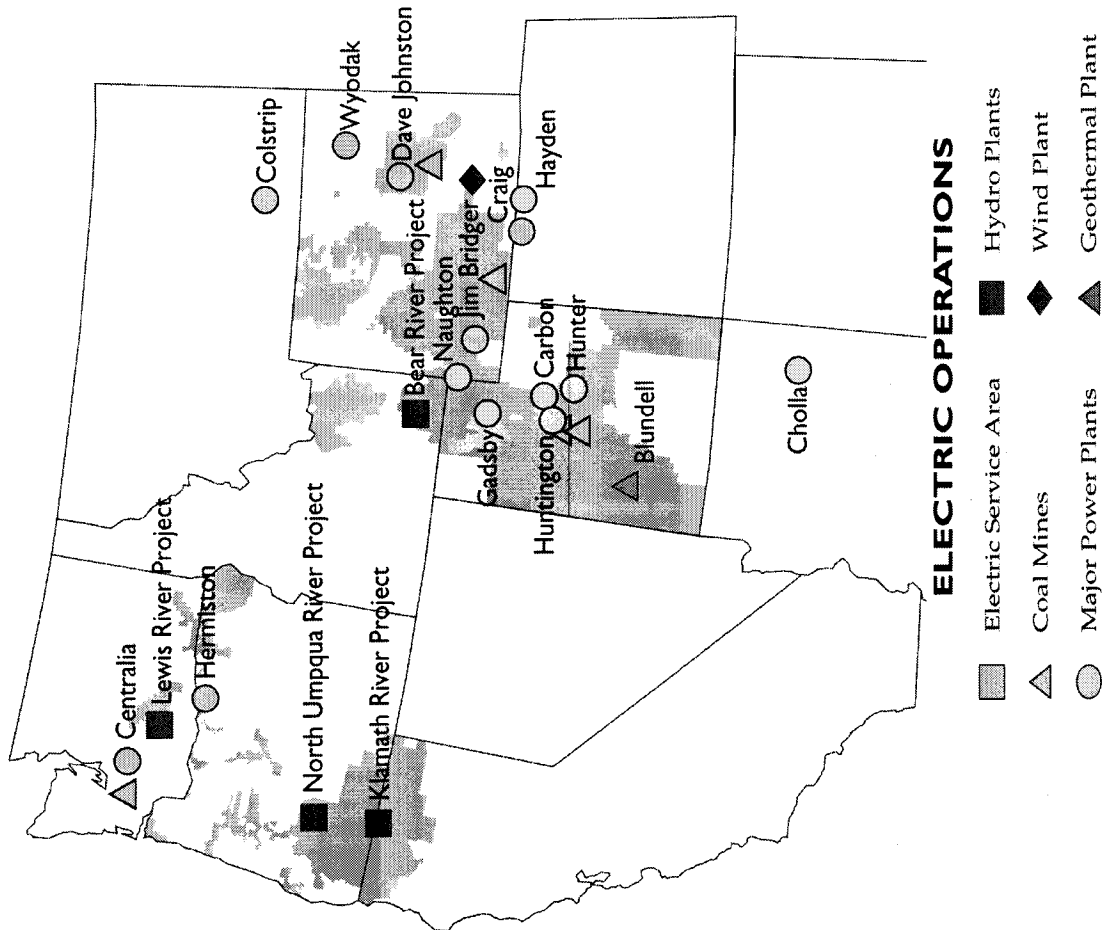 Colstrip
Wyodak
Dave Johnston
Bear River Project
Naughton
Jim Bridger
Craig
Hayden
Centralia
Lewis River Project
Hermiston
North Umpqua River Project
Klamath River Project
Gadsby
Huntington
Carbon
Hunter
Blundell
Cholla
ELECTRIC OPERATIONS
Electric Service Area
Hydro Plants
Coal Mines
Wind Plant
Major Power Plants
Geothermal Plant